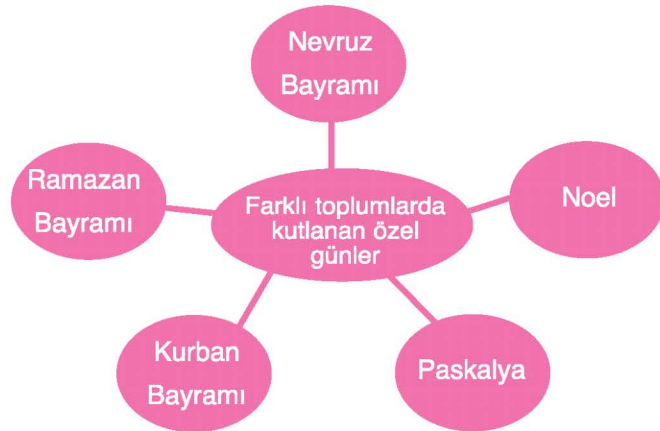 Nevruz
Bayramı
Ramazan
Bayramı
Farklı toplumlarda
kutlanan özel
günler
Noel
Kurban
Bayramı
Paskalya